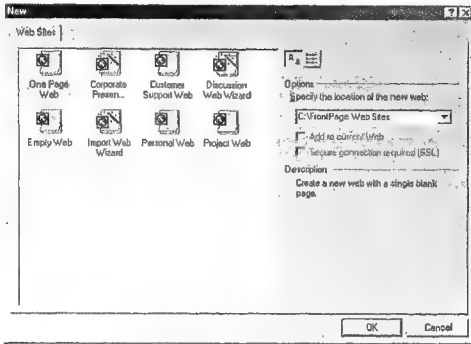 New
Web Sites
One Page Web
Corporate Presen...
Customer Support Web
Discussion Web Wizard
Empty Web
Import Web Wizard
Personal Web
Project Web
Options
Specify the location of the new web:
C:\FrontPage Web Sites
Add to current Web
Secure connection required (SSL)
Description
Create a new web with a single blank
page.
OK
Cancel